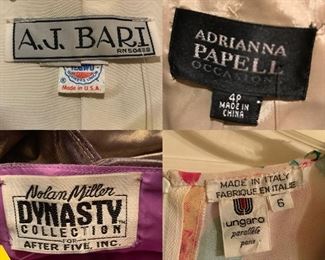 A.J. BARI
RN50489
Made in U.S.A.
ADRIANNA
PAPELL
OCCASION
4P
MADE IN
CHINA
Nolan Miller
DYNASTY
COLLECTION
FOR
AFTER FIVE, INC.
MADE IN ITALY
FABRIQUE EN ITALIE
6
ungaro
parallèle
paris